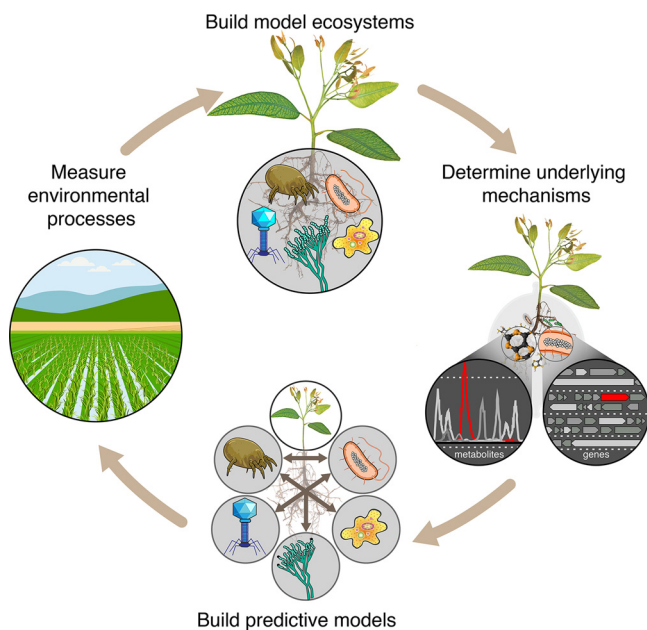 Build model ecosystems
Measure
environmental
processes
Determine underlying
mechanisms
metabolites
genes
Build predictive models